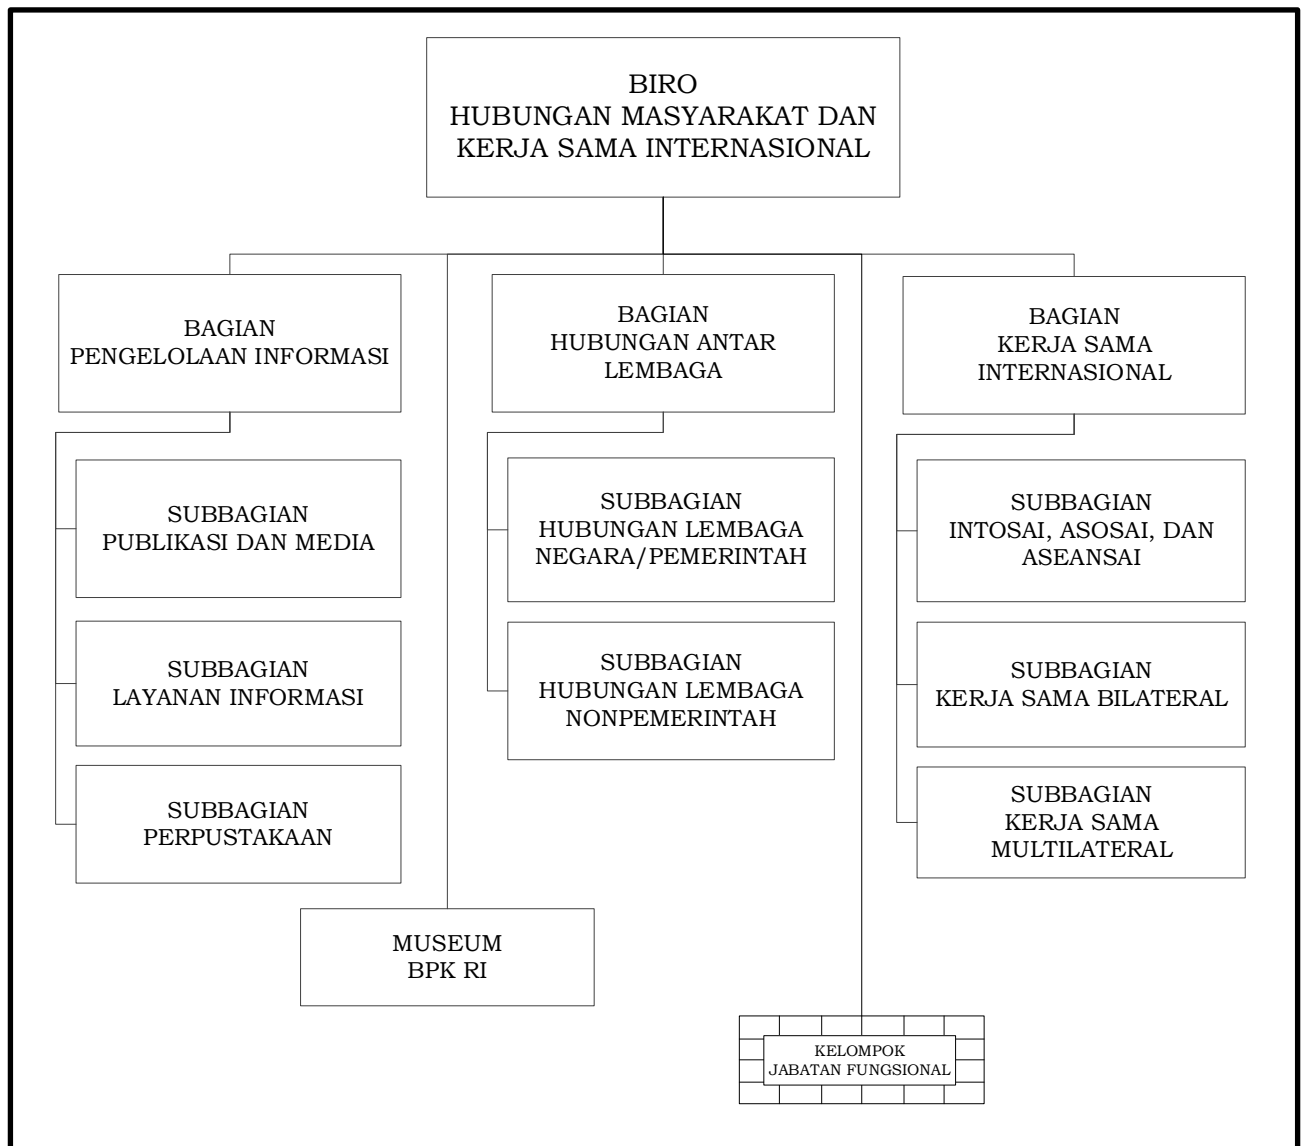 BIRO
HUBUNGAN MASYARAKAT DAN
KERJA SAMA INTERNASIONAL
BAGIAN
PENGELOLAAN INFORMASI
BAGIAN
HUBUNGAN ANTAR
LEMBAGA
BAGIAN
KERJA SAMA
INTERNASIONAL
SUBBAGIAN
PUBLIKASI DAN MEDIA
SUBBAGIAN
HUBUNGAN LEMBAGA
NEGARA/PEMERINTAH
SUBBAGIAN
INTOSAI, ASOSAI, DAN
ASEANSAI
SUBBAGIAN
LAYANAN INFORMASI
SUBBAGIAN
HUBUNGAN LEMBAGA
NONPEMERINTAH
SUBBAGIAN
KERJA SAMA BILATERAL
SUBBAGIAN
PERPUSTAKAAN
SUBBAGIAN
KERJA SAMA
MULTILATERAL
MUSEUM
BPK RI
KELOMPOK
JABATAN FUNGSIONAL